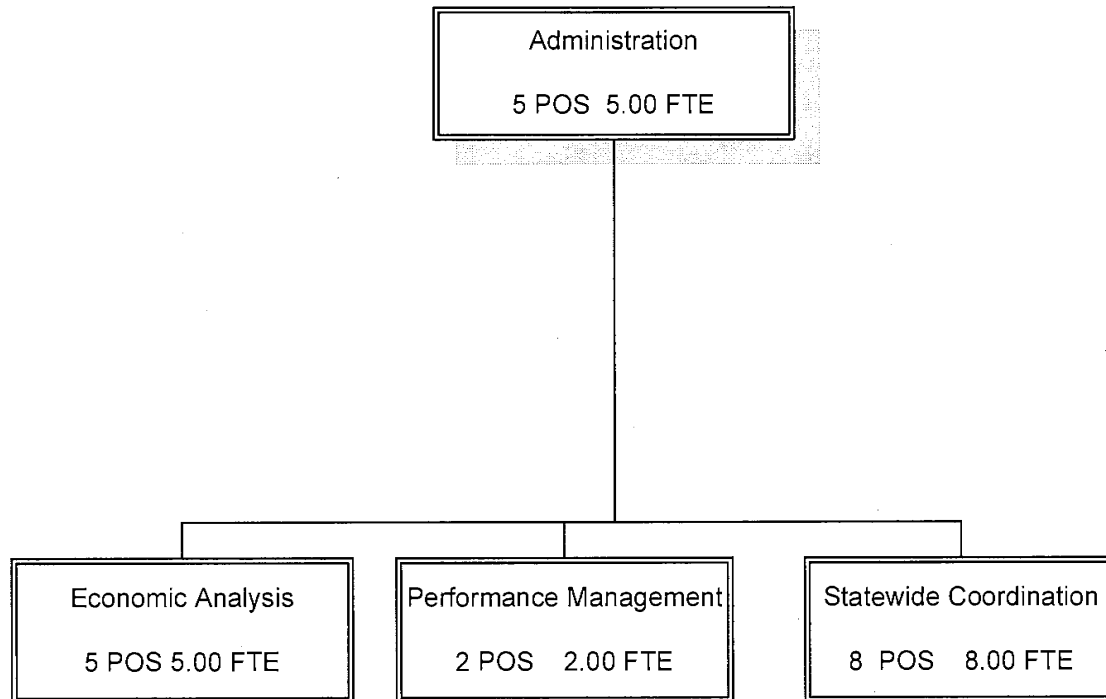 Administration
5 POS 5.00 FTE
Economic Analysis
5 POS 5.00 FTE
Performance Management
2 POS 2.00 FTE
Statewide Coordination
8 POS 8.00 FTE